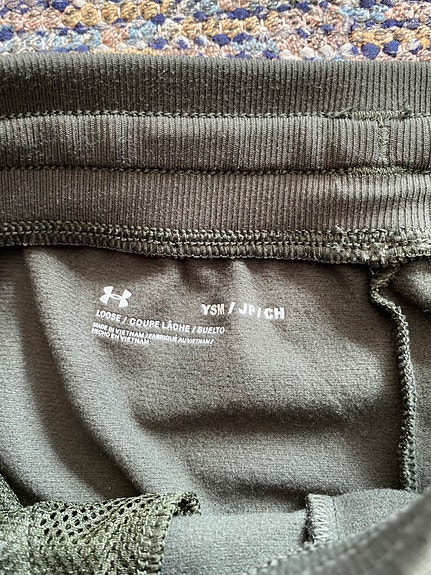 YSM / JP / CH
LOOSE / COUPE LÂCHE / SUELTO
MADE IN VIETNAM / FABRIQUÉ AU VIETNAM /
HECHO EN VIETNAM